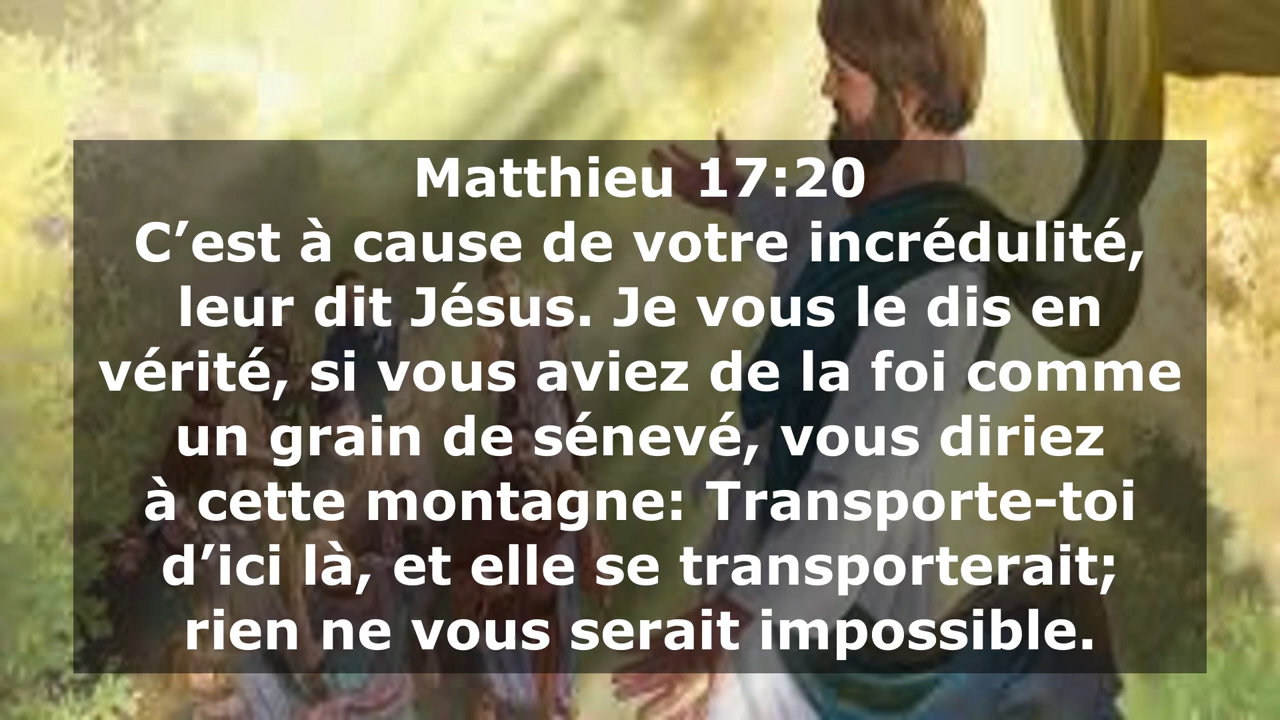 Matthieu 17:20
C’est à cause de votre incrédulité,
leur dit Jésus. Je vous le dis en
vérité, si vous aviez de la foi comme
un grain de sénevé, vous diriez
à cette montagne: Transporte-toi
d’ici là, et elle se transporterait;
rien ne vous serait impossible.